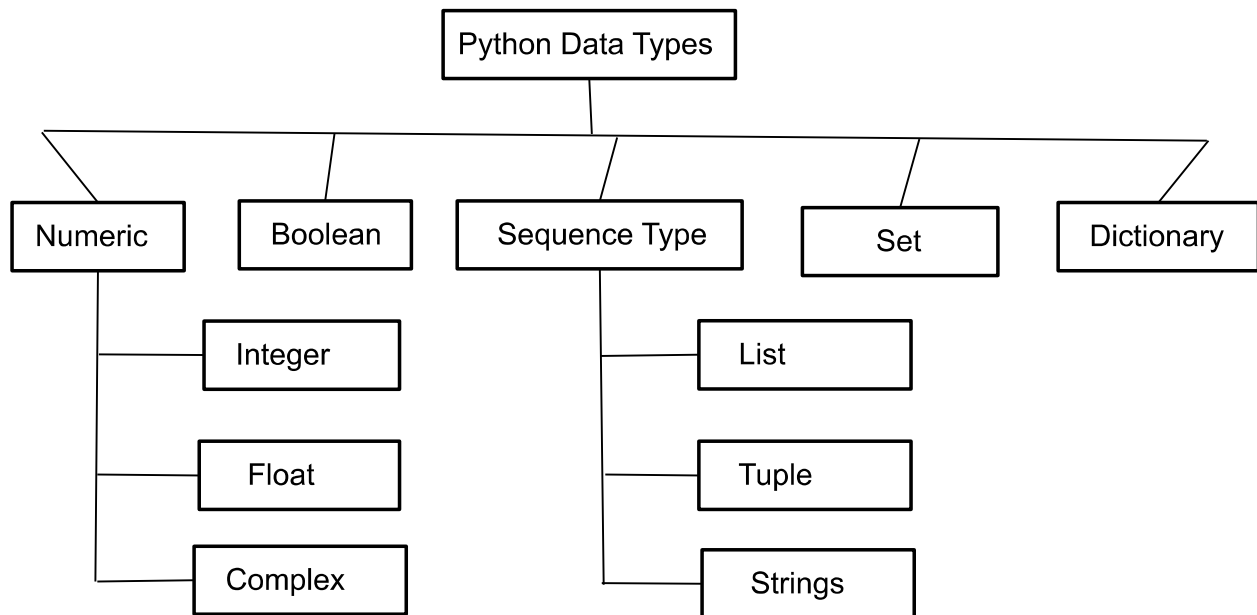 Python Data Types
Numeric
Boolean
Sequence Type
Set
Dictionary
Integer
List
Float
Tuple
Complex
Strings